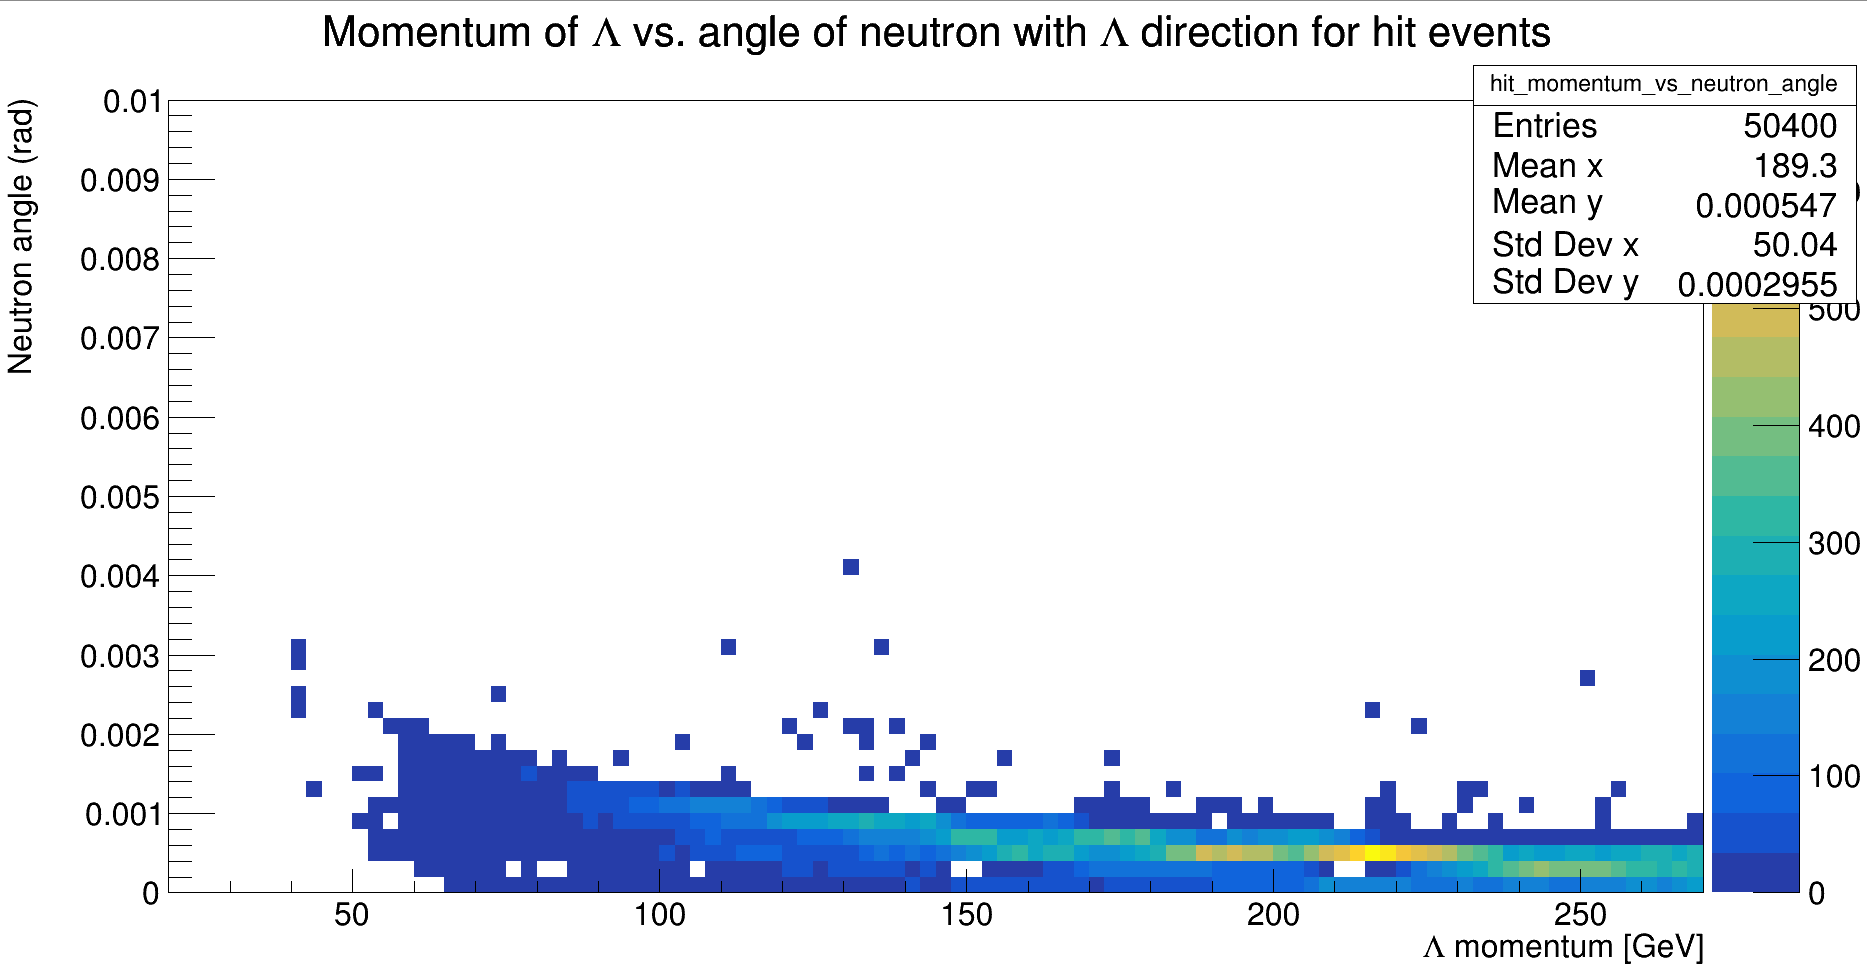 Momentum of Λ vs. angle of neutron with Λ direction for hit events
hit_momentum_vs_neutron_angle
Entries 50400
Mean x 189.3
Mean y 0.000547
Std Dev x 50.04
Std Dev y 0.0002955
Neutron angle (rad)
0.01
0.009
0.008
0.007
0.006
0.005
0.004
0.003
0.002
0.001
0
50 100 150 200 250
Λ momentum [GeV]
500
400
300
200
100
0